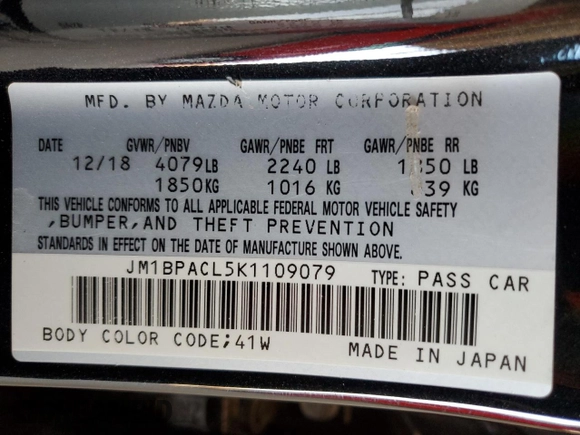 MFD. BY MAZDA MOTOR CORPORATION
DATE GVWR/PNBV GAWR/PNBE FRT GAWR/PNBE RR
12/18 4079LB 2240 LB LB
1850KG 1016 KG KG
THIS VEHICLE CONFORMS TO ALL APPLICABLE FEDERAL MOTOR VEHICLE SAFETY
,BUMPER,AND THEFT PREVENTION
STANDARDS IN EFFECT ON THE DATE OF MANUFACTURE SHOWN ABOVE.
JM1BPACL5K1109079 TYPE: PASS CAR
BODY COLOR CODE;41W
MADE IN JAPAN